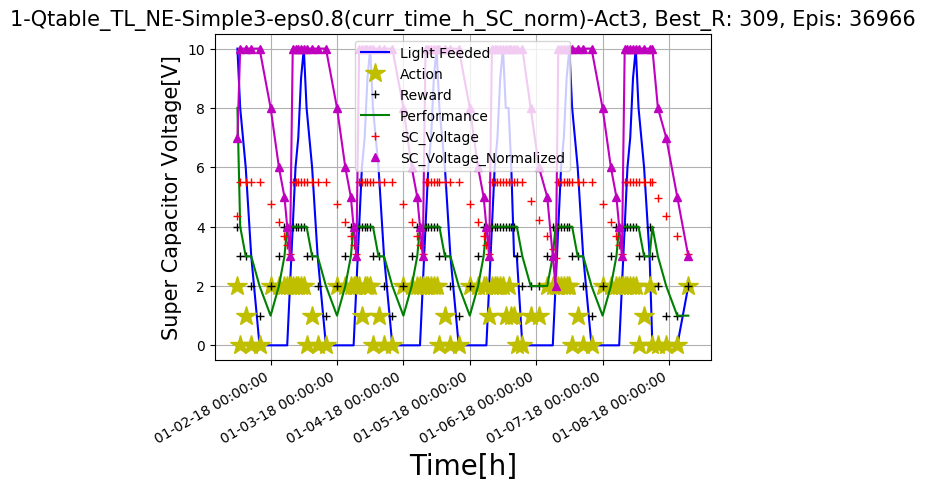 1-Qtable_TL_NE-Simple3-eps0.8(curr_time_h_SC_norm)-Act3, Best_R: 309, Epis: 36966
Super Capacitor Voltage[V]
10
8
6
4
2
0
Light Feeded
Action
Reward
Performance
SC_Voltage
SC_Voltage_Normalized
01-02-18 00:00:00
01-03-18 00:00:00
01-04-18 00:00:00
01-05-18 00:00:00
01-06-18 00:00:00
01-07-18 00:00:00
01-08-18 00:00:00
Time[h]